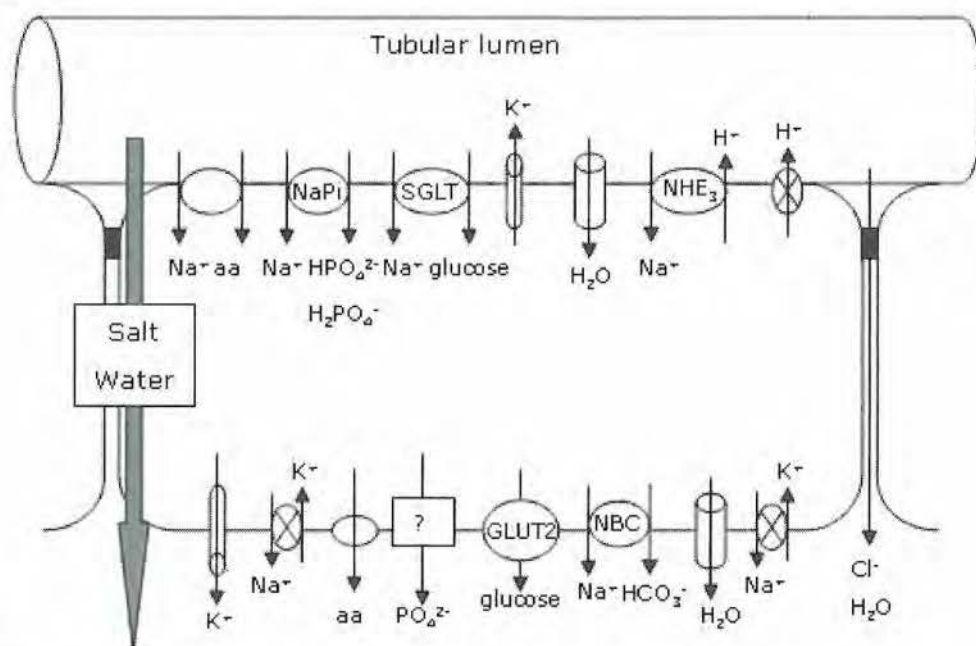 Tubular lumen
K⁺
H⁺
H⁺
NaPi
SGLT
NHE₃
Na⁺ aa
Na⁺ HPO₄²⁻
Na⁺ glucose
H₂O
Na⁺
H₂PO₄⁻
Salt
Water
K⁺
K⁺
?
GLUT2
NBC
Na⁺
glucose
Na⁺ HCO₃⁻
Na⁺
Cl⁻
K⁺
aa
PO₄²⁻
H₂O
H₂O